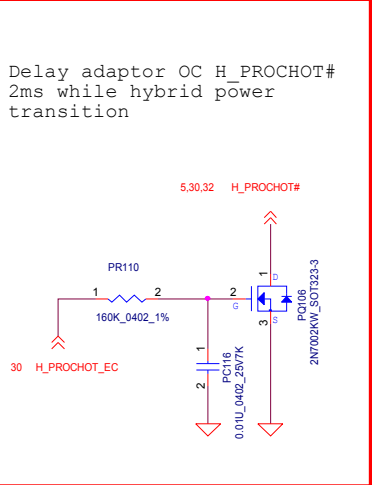 Delay adaptor OC H_PROCHOT#
2ms while hybrid power
transition
5,30,32 H_PROCHOT#
PR110
1 2
160K_0402_1%
30 H_PROCHOT_EC
1
2
PC116
0.01U_0402_25V7K
2
G
1
D
3
S
PQ106
2N7002KW_SOT323-3